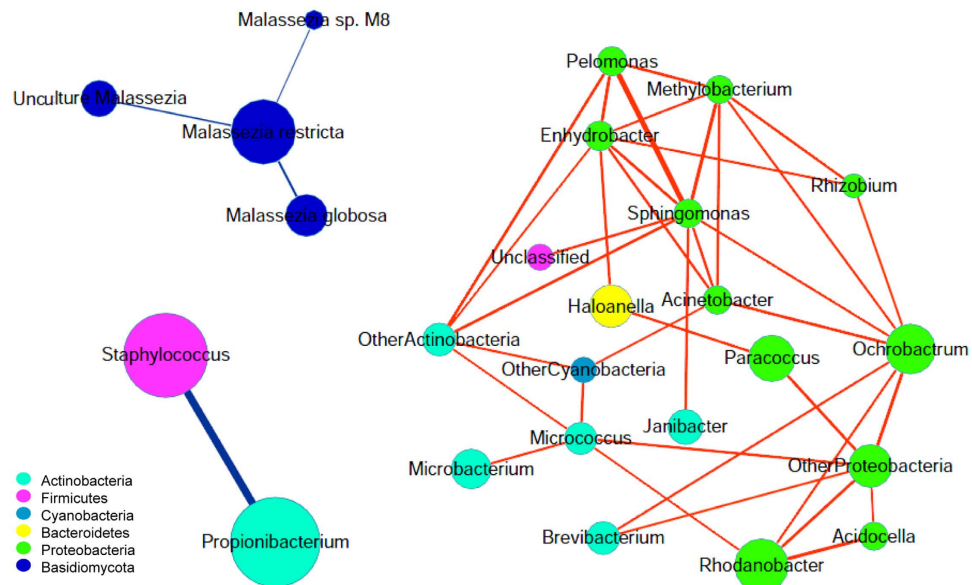 Malassezia sp. M8
Unculture Malassezia
Malassezia restricta
Malassezia globosa
Staphylococcus
Propionibacterium
Actinobacteria
Firmicutes
Cyanobacteria
Bacteroidetes
Proteobacteria
Basidiomycota
Pelomonas
Methylobacterium
Enhydrobacter
Rhizobium
Sphingomonas
Unclassified
Haloanella
Acinetobacter
OtherActinobacteria
Ochrobactrum
Paracoccus
OtherCyanobacteria
Janibacter
Micrococcus
Microbacterium
OtherProteobacteria
Brevibacterium
Acidocella
Rhodanobacter